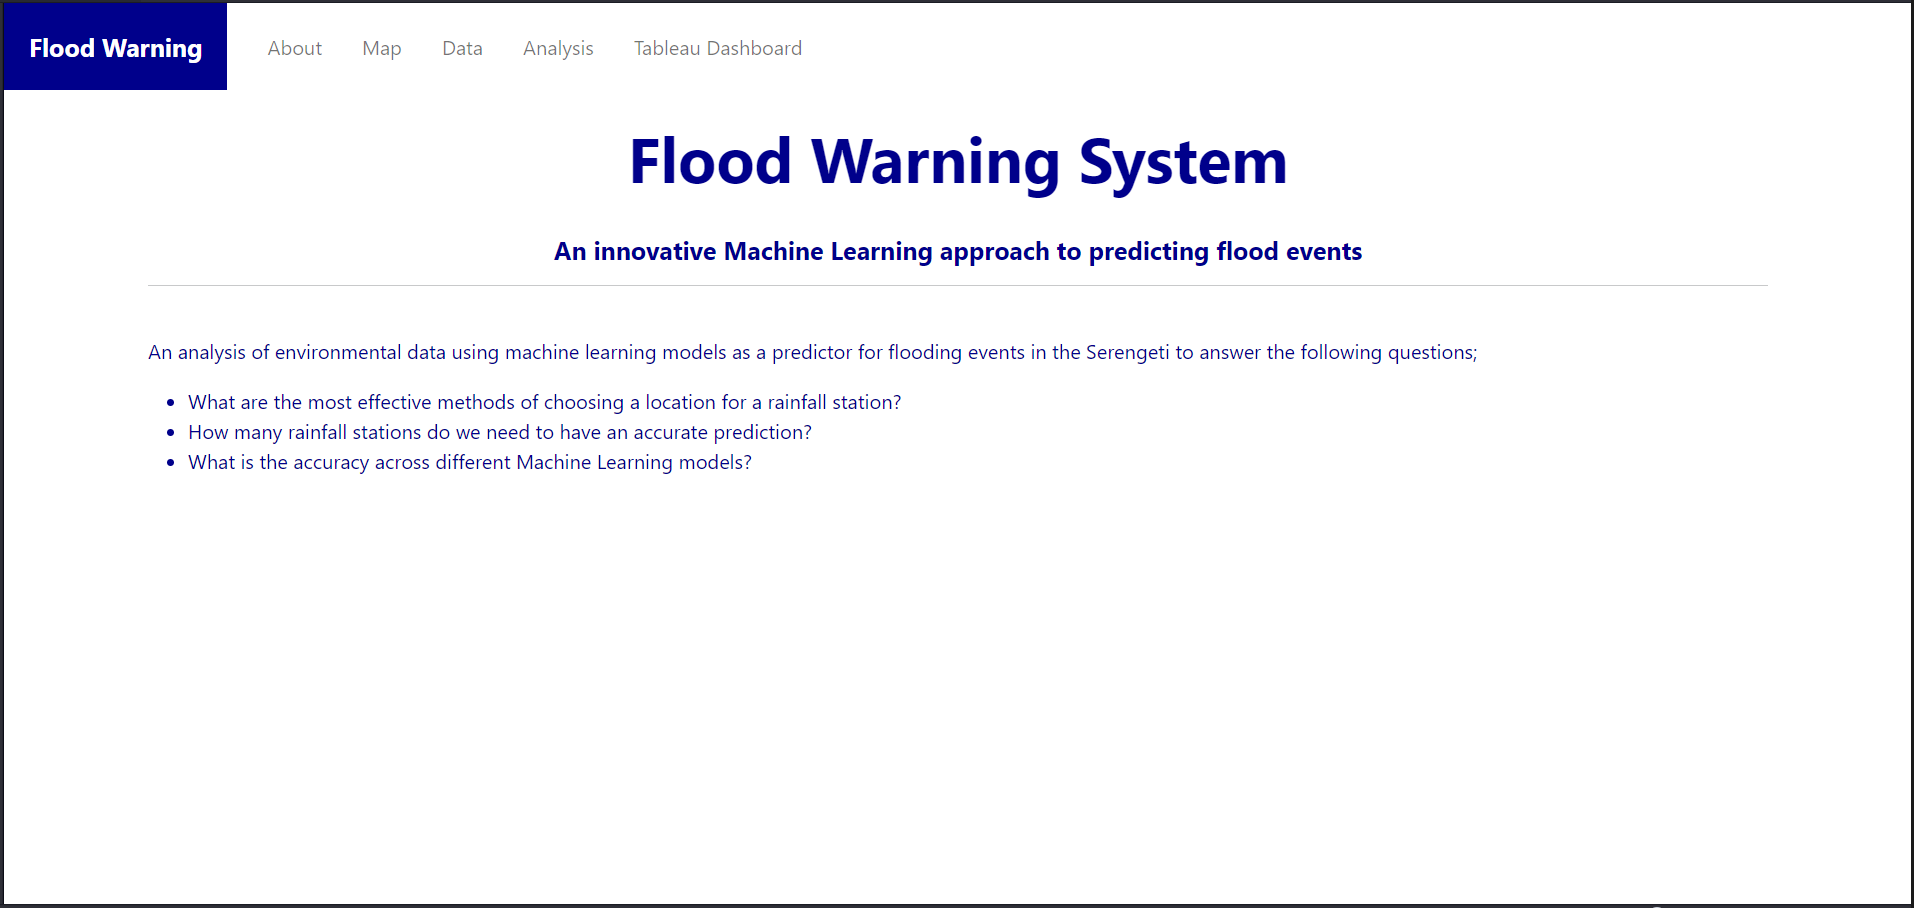 Flood Warning About Map Data Analysis Tableau Dashboard
Flood Warning System
An innovative Machine Learning approach to predicting flood events
An analysis of environmental data using machine learning models as a predictor for flooding events in the Serengeti to answer the following questions;
• What are the most effective methods of choosing a location for a rainfall station?
• How many rainfall stations do we need to have an accurate prediction?
• What is the accuracy across different Machine Learning models?